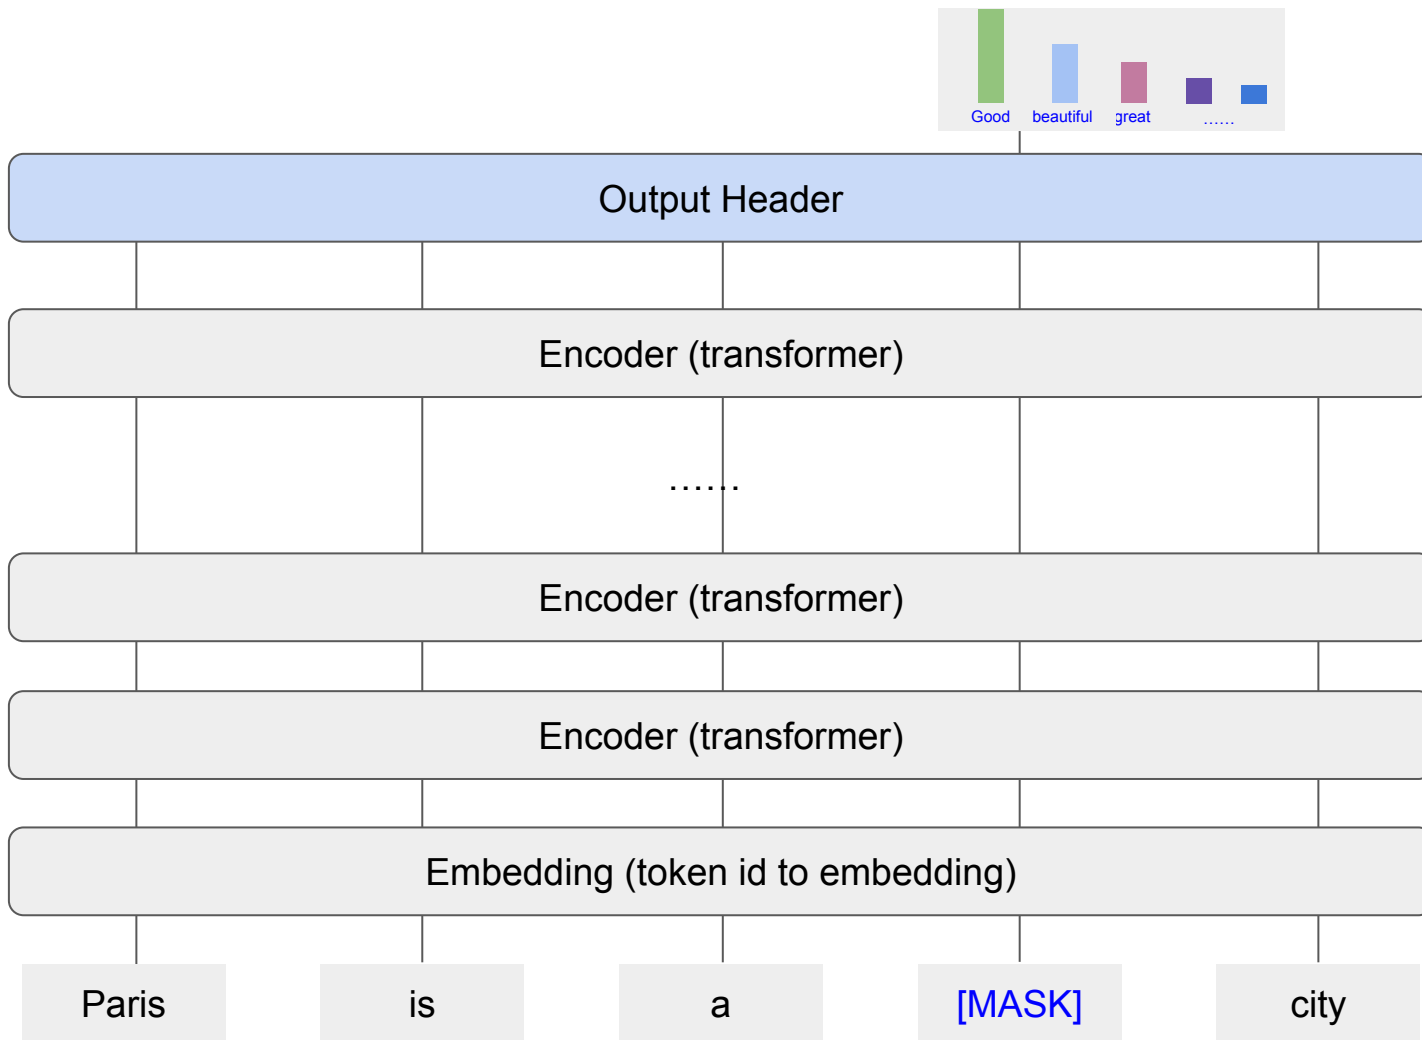 Good beautiful great ......
Output Header
Encoder (transformer)
......
Encoder (transformer)
Encoder (transformer)
Embedding (token id to embedding)
Paris is a [MASK] city